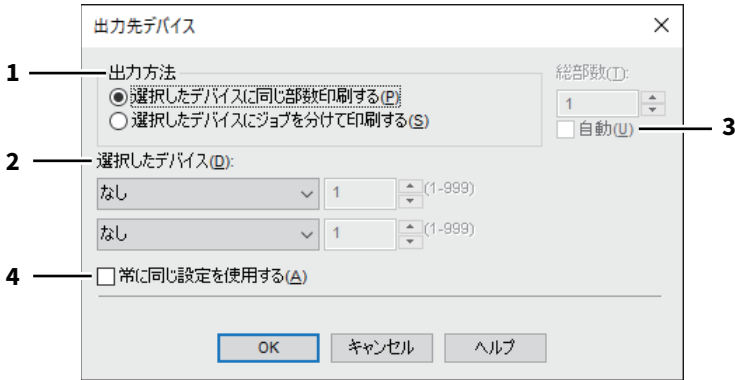 出力先デバイス
1
出力方法
総部数(T):
選択したデバイスに同じ部数印刷する(P)
1
選択したデバイスにジョブを分けて印刷する(S)
自動(U)
3
2
選択したデバイス(D):
なし 1 (1-999)
なし 1 (1-999)
4
常に同じ設定を使用する(A)
OK キャンセル ヘルプ